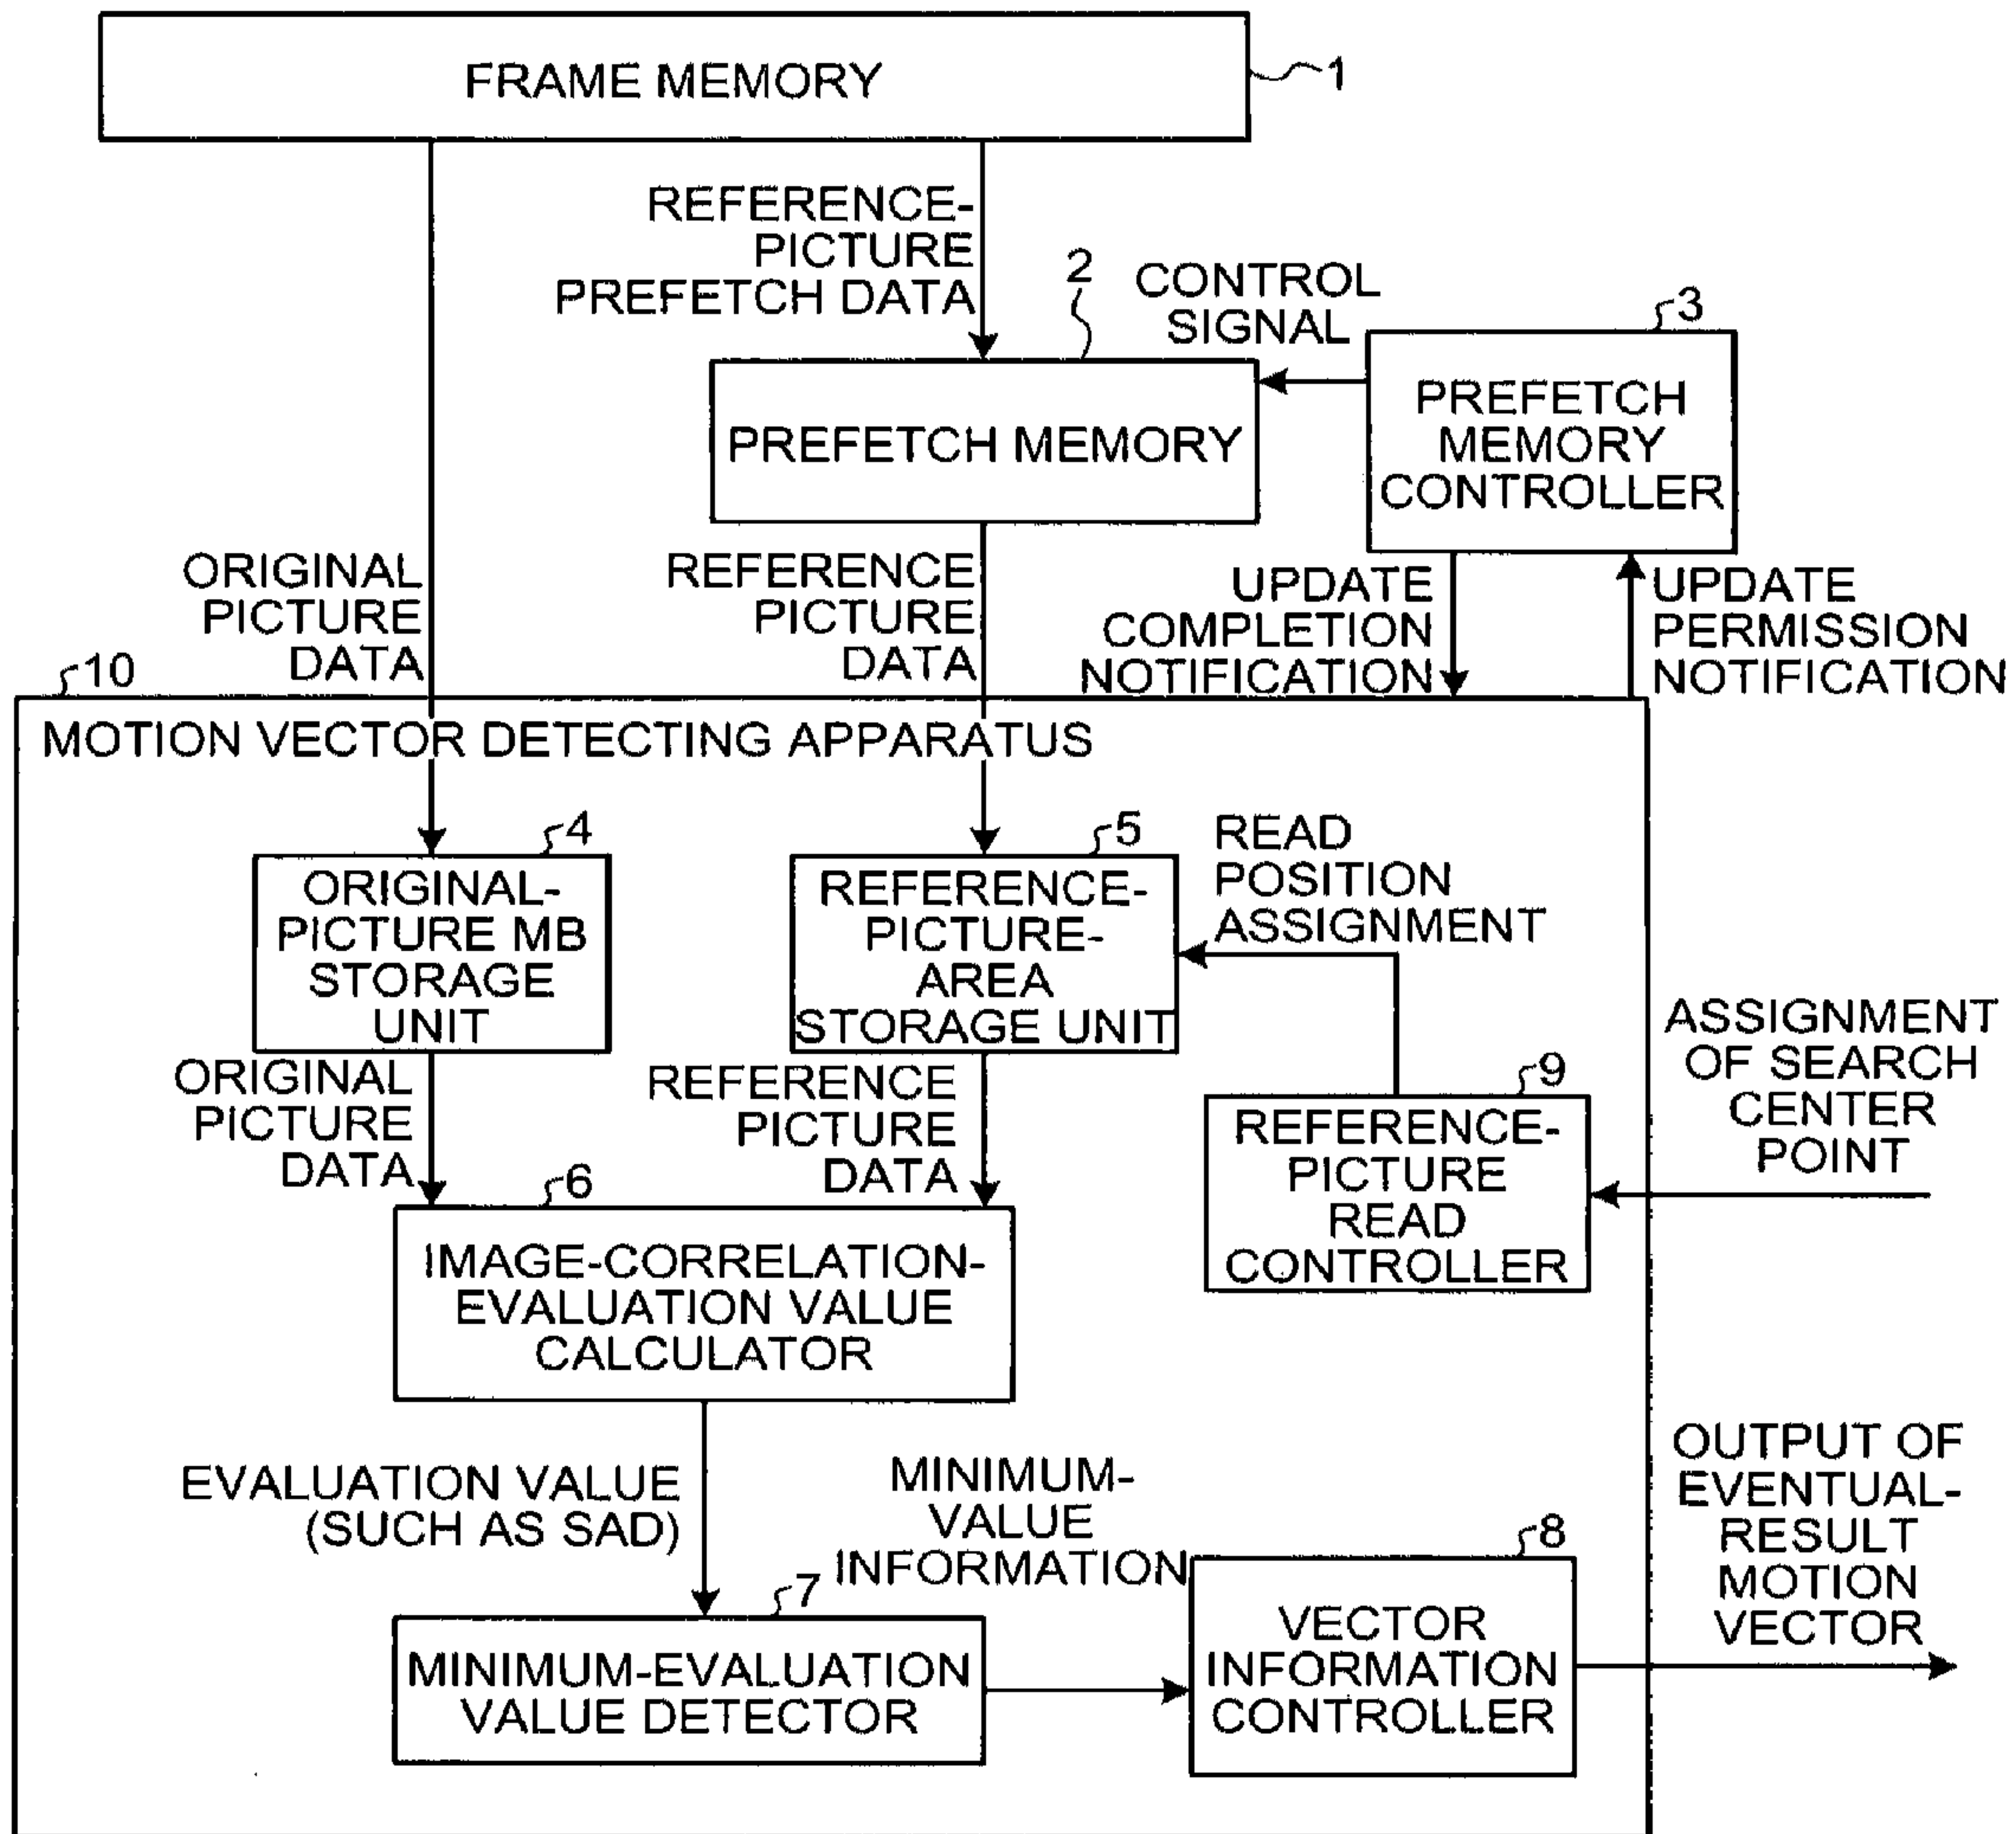 FRAME MEMORY
1
REFERENCE-
PICTURE
PREFETCH DATA
2
CONTROL
SIGNAL
3
PREFETCH MEMORY
PREFETCH
MEMORY
CONTROLLER
ORIGINAL
PICTURE
DATA
REFERENCE
PICTURE
DATA
UPDATE
COMPLETION
NOTIFICATION
UPDATE
PERMISSION
NOTIFICATION
10
MOTION VECTOR DETECTING APPARATUS
4
ORIGINAL-
PICTURE MB
STORAGE
UNIT
5
REFERENCE-
PICTURE-
AREA
STORAGE UNIT
READ
POSITION
ASSIGNMENT
ASSIGNMENT
OF SEARCH
CENTER
POINT
ORIGINAL
PICTURE
DATA
REFERENCE
PICTURE
DATA
9
REFERENCE-
PICTURE
READ
CONTROLLER
6
IMAGE-CORRELATION-
EVALUATION VALUE
CALCULATOR
EVALUATION VALUE
(SUCH AS SAD)
MINIMUM-
VALUE
INFORMATION
OUTPUT OF
EVENTUAL-
RESULT
MOTION
VECTOR
7
MINIMUM-EVALUATION
VALUE DETECTOR
8
VECTOR
INFORMATION
CONTROLLER